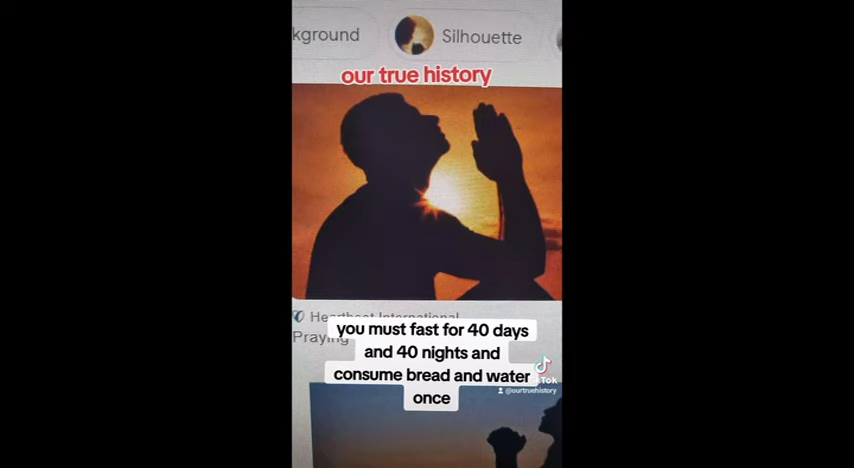 kground
Silhouette
our true history
Heartbeat International
Praying
you must fast for 40 days
and 40 nights and
consume bread and water
once
TikTok
@ourtruehistory